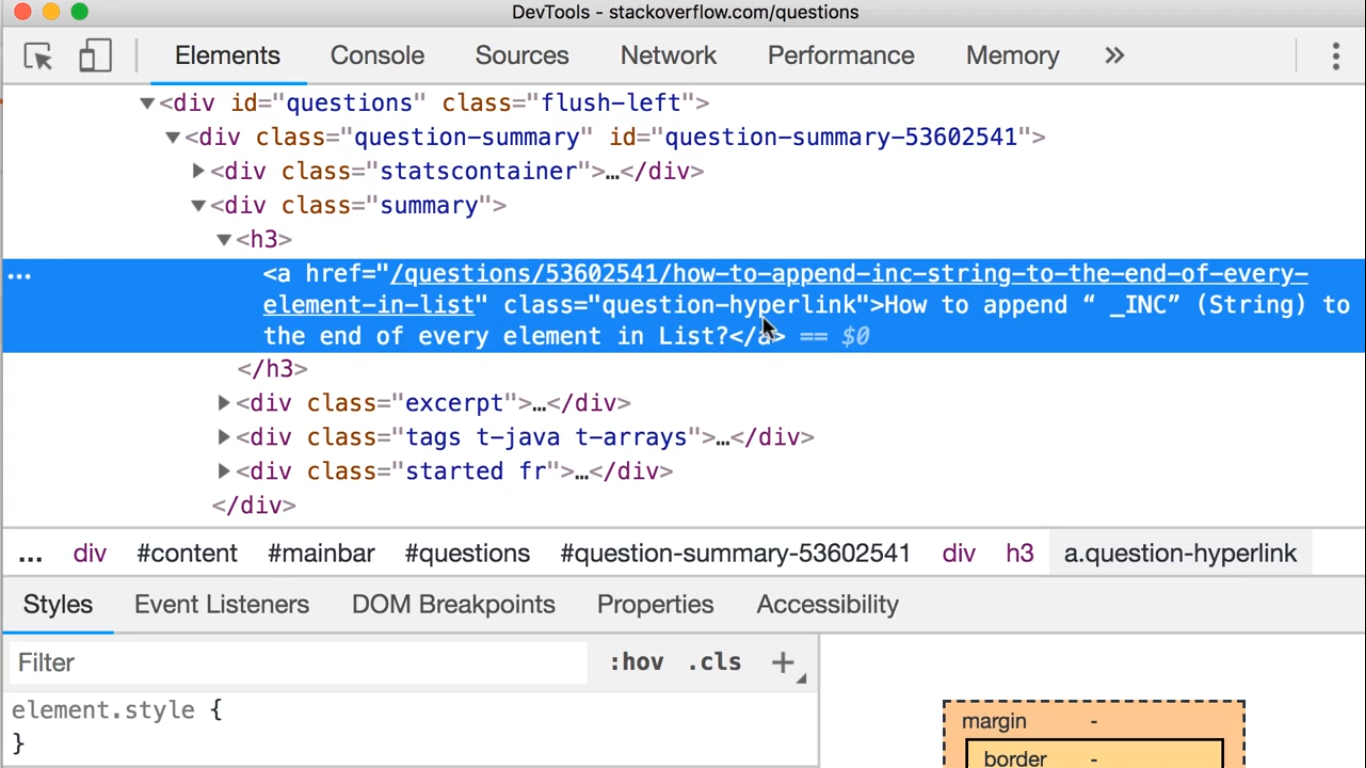 DevTools - stackoverflow.com/questions
Elements Console Sources Network Performance Memory »
▼<div id="questions" class="flush-left">
▼<div class="question-summary" id="question-summary-53602541">
▶<div class="statscontainer">…</div>
▼<div class="summary">
▼<h3>
… <a href="/questions/53602541/how-to-append-inc-string-to-the-end-of-every-
element-in-list" class="question-hyperlink">How to append “ _INC” (String) to
the end of every element in List?</a> == $0
</h3>
▶<div class="excerpt">…</div>
▶<div class="tags t-java t-arrays">…</div>
▶<div class="started fr">…</div>
</div>
… div #content #mainbar #questions #question-summary-53602541 div h3 a.question-hyperlink
Styles Event Listeners DOM Breakpoints Properties Accessibility
Filter :hov .cls +
element.style {
}
margin -
border -